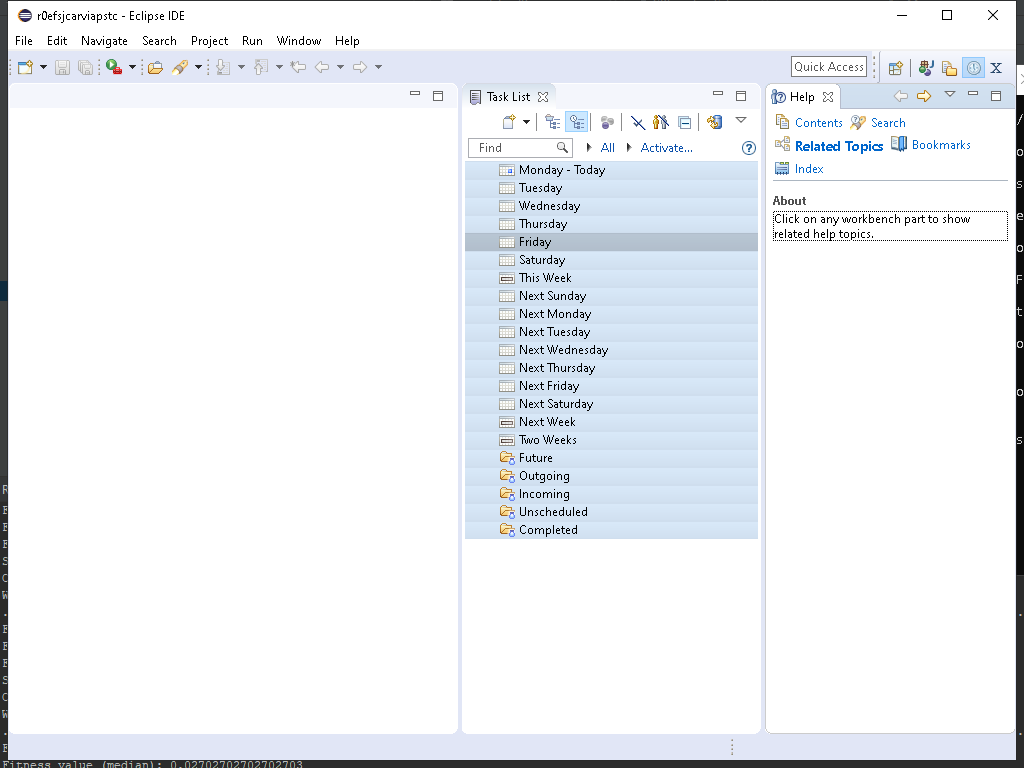 r0efsjcarviapstc - Eclipse IDE
File Edit Navigate Search Project Run Window Help
Quick Access
Task List
Find All Activate...
Monday - Today
Tuesday
Wednesday
Thursday
Friday
Saturday
This Week
Next Sunday
Next Monday
Next Tuesday
Next Wednesday
Next Thursday
Next Friday
Next Saturday
Next Week
Two Weeks
Future
Outgoing
Incoming
Unscheduled
Completed
Help
Contents Search
Related Topics Bookmarks
Index
About
Click on any workbench part to show
related help topics.
Fitness value (median): 0.02702702702702703